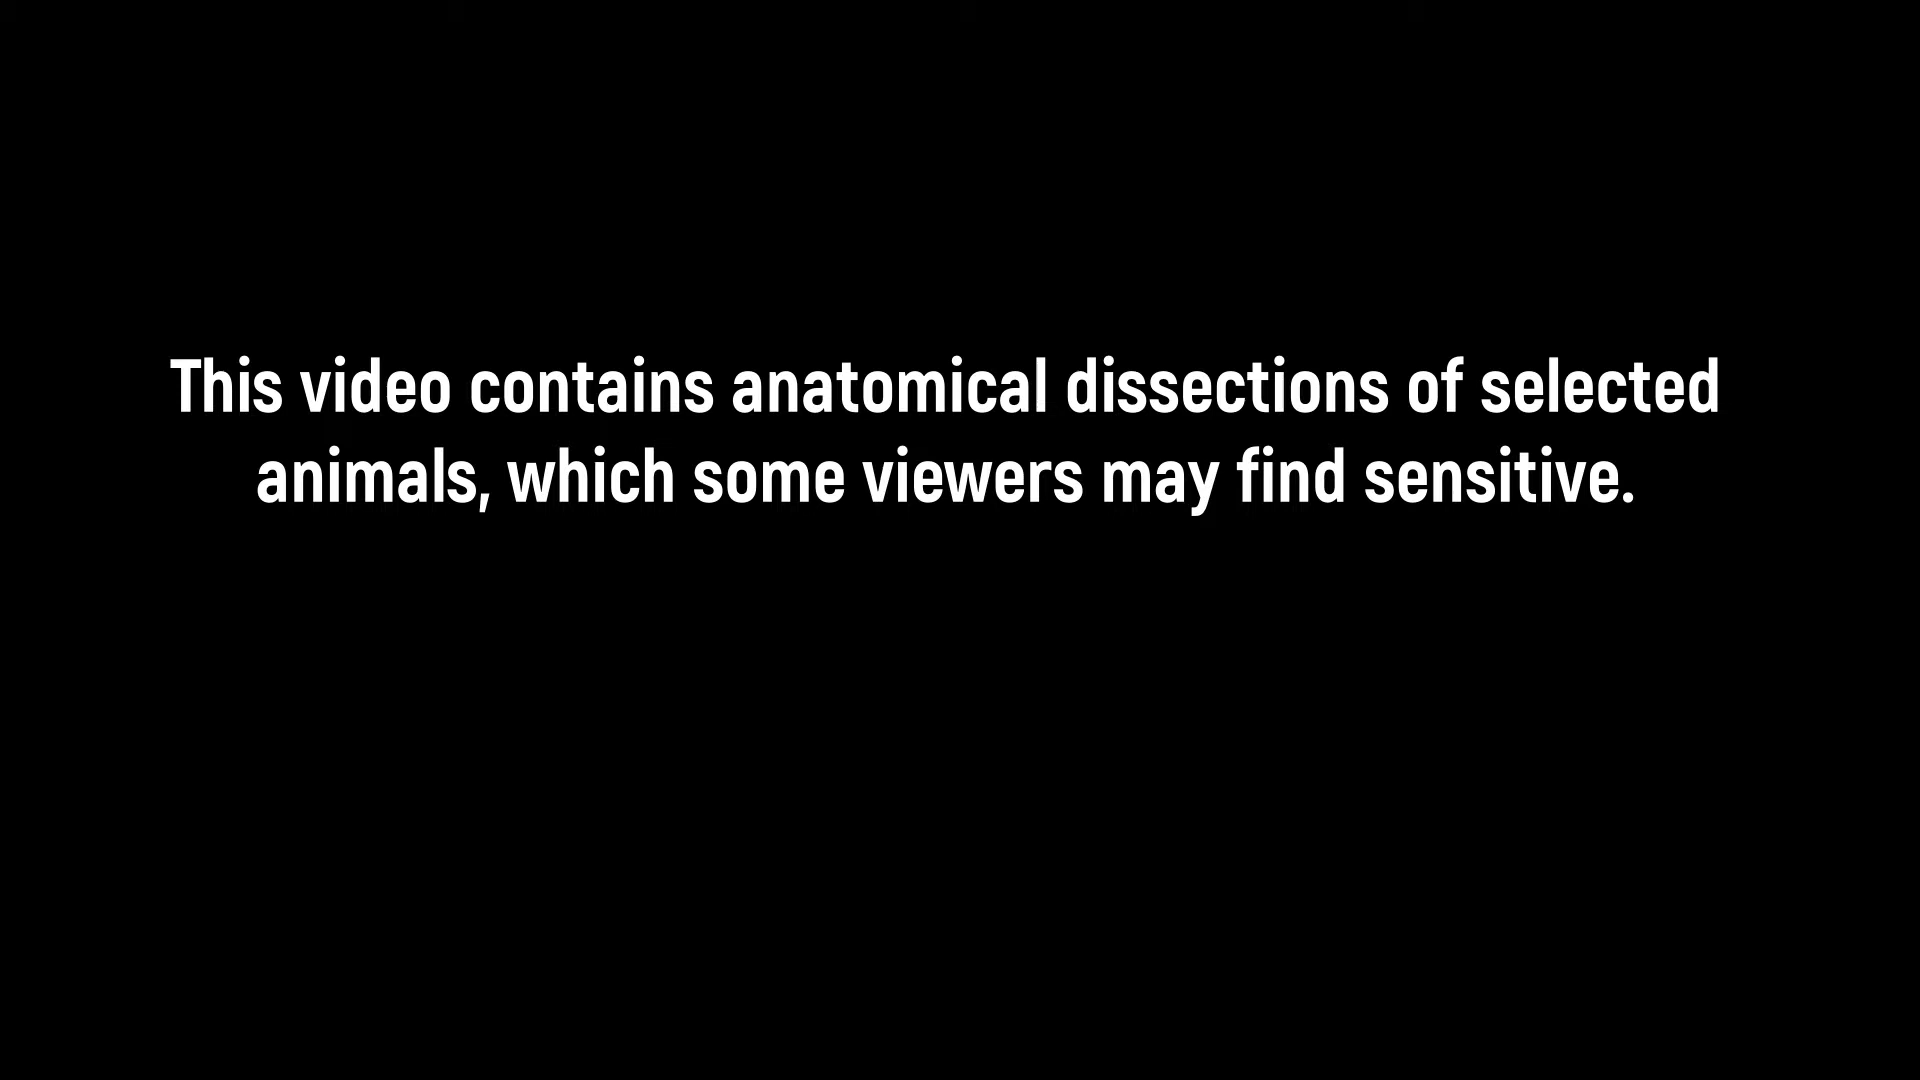 This video contains anatomical dissections of selected
animals, which some viewers may find sensitive.